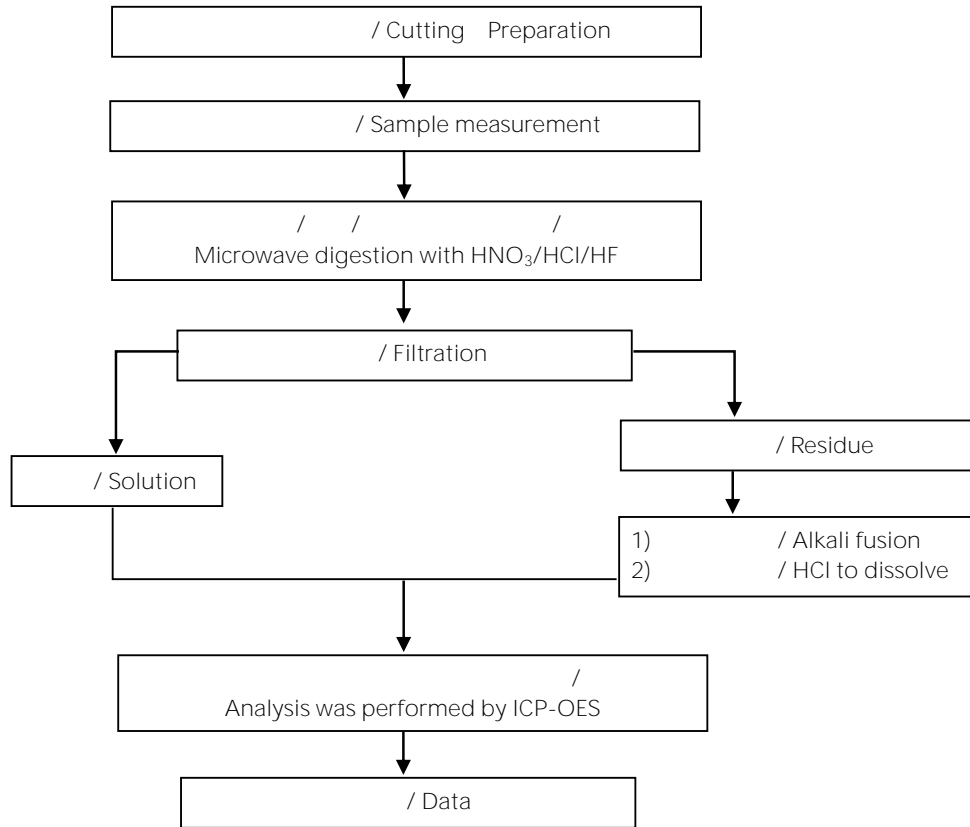 / Cutting Preparation
/ Sample measurement
/ / /
Microwave digestion with HNO₃/HCl/HF
/ Filtration
/ Residue
/ Solution
1) / Alkali fusion
2) / HCl to dissolve
/
Analysis was performed by ICP-OES
/ Data